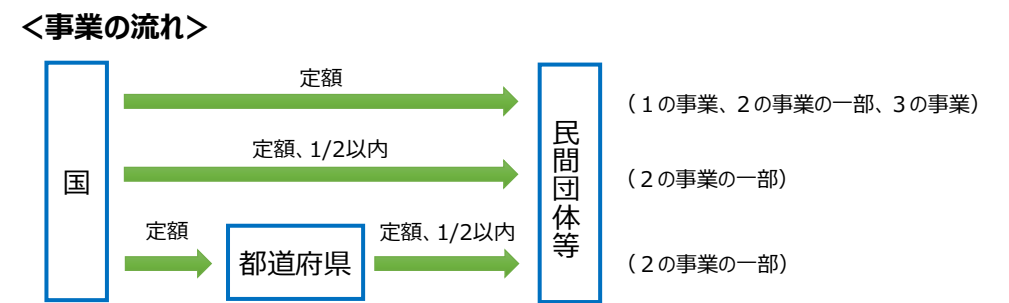 ＜事業の流れ＞
定額
（１の事業、２の事業の一部、３の事業）
定額、1/2以内
（２の事業の一部）
国
民間団体等
定額
都道府県
定額、1/2以内
（２の事業の一部）